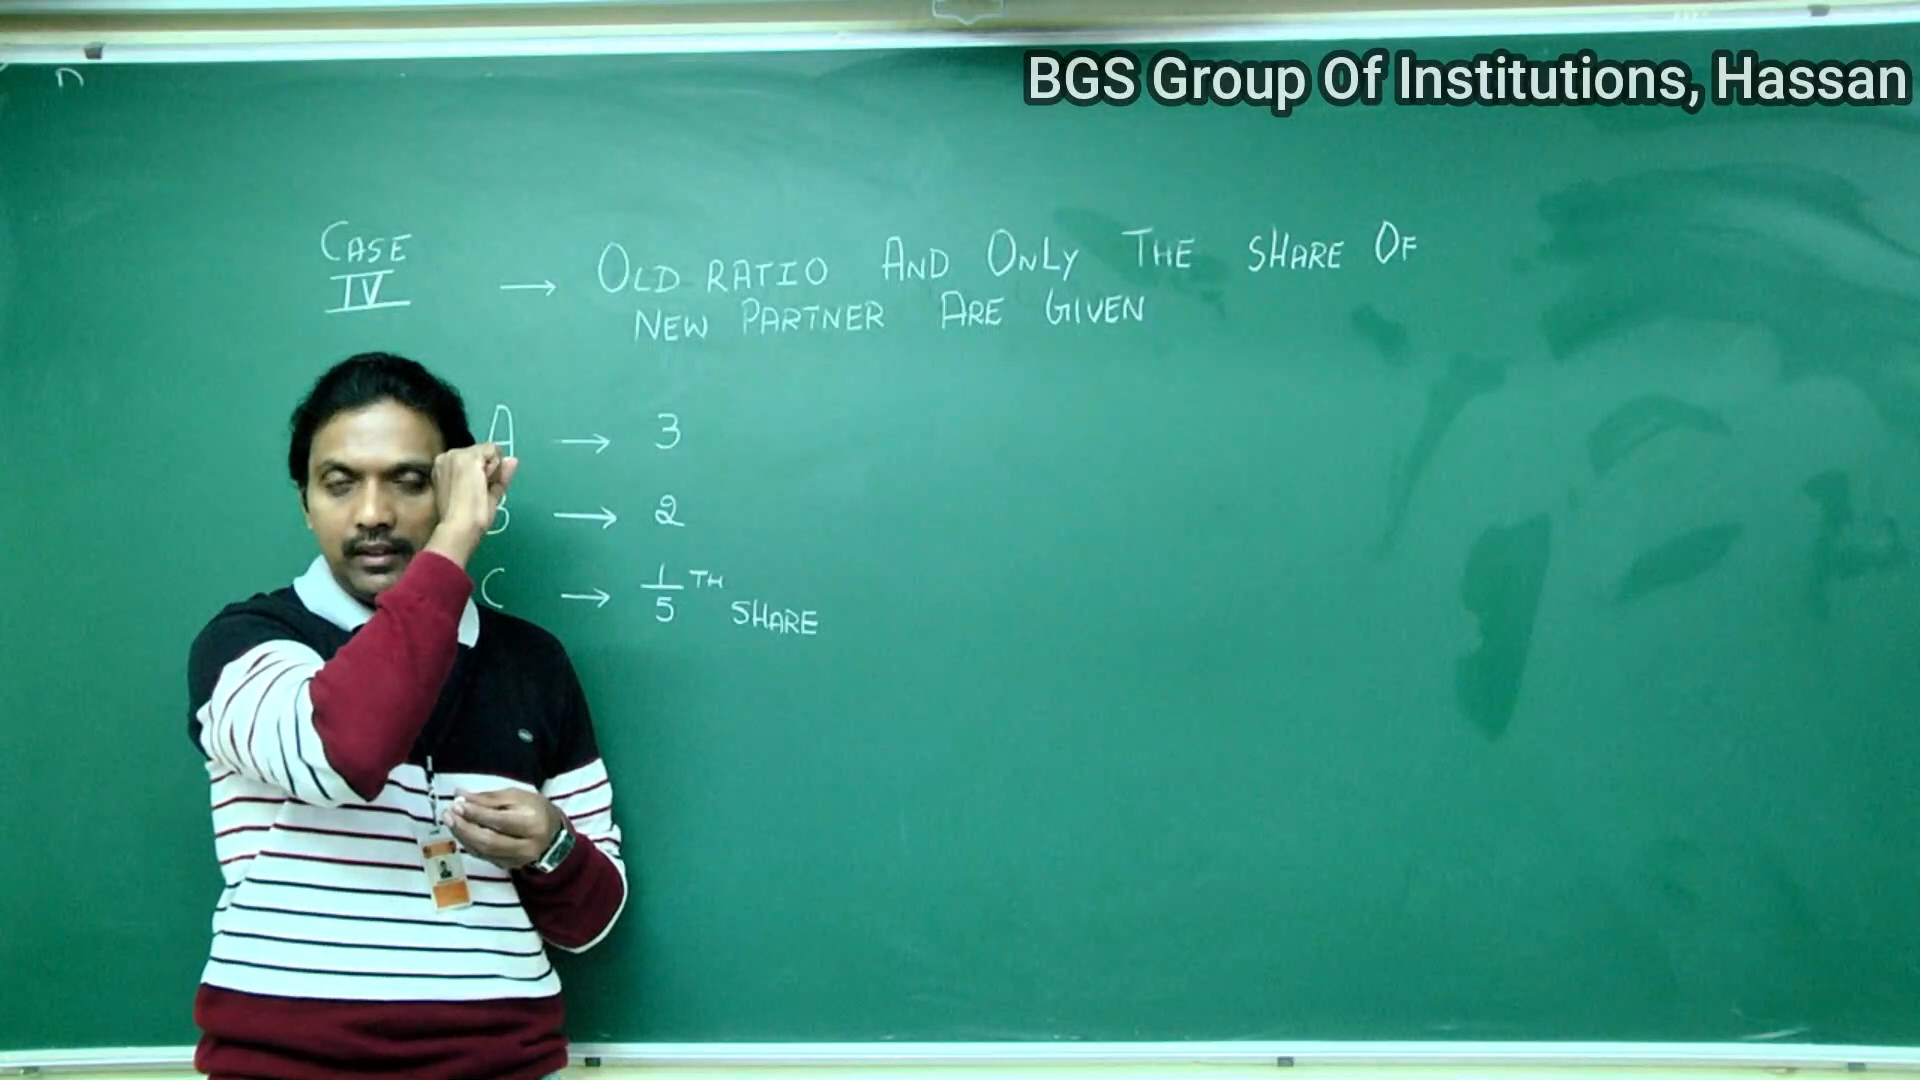 BGS Group Of Institutions, Hassan
n
CASE
IV → OLD RATIO AND ONLY THE SHARE OF
NEW PARTNER ARE GIVEN
A → 3
B → 2
C → 1/5 TH SHARE